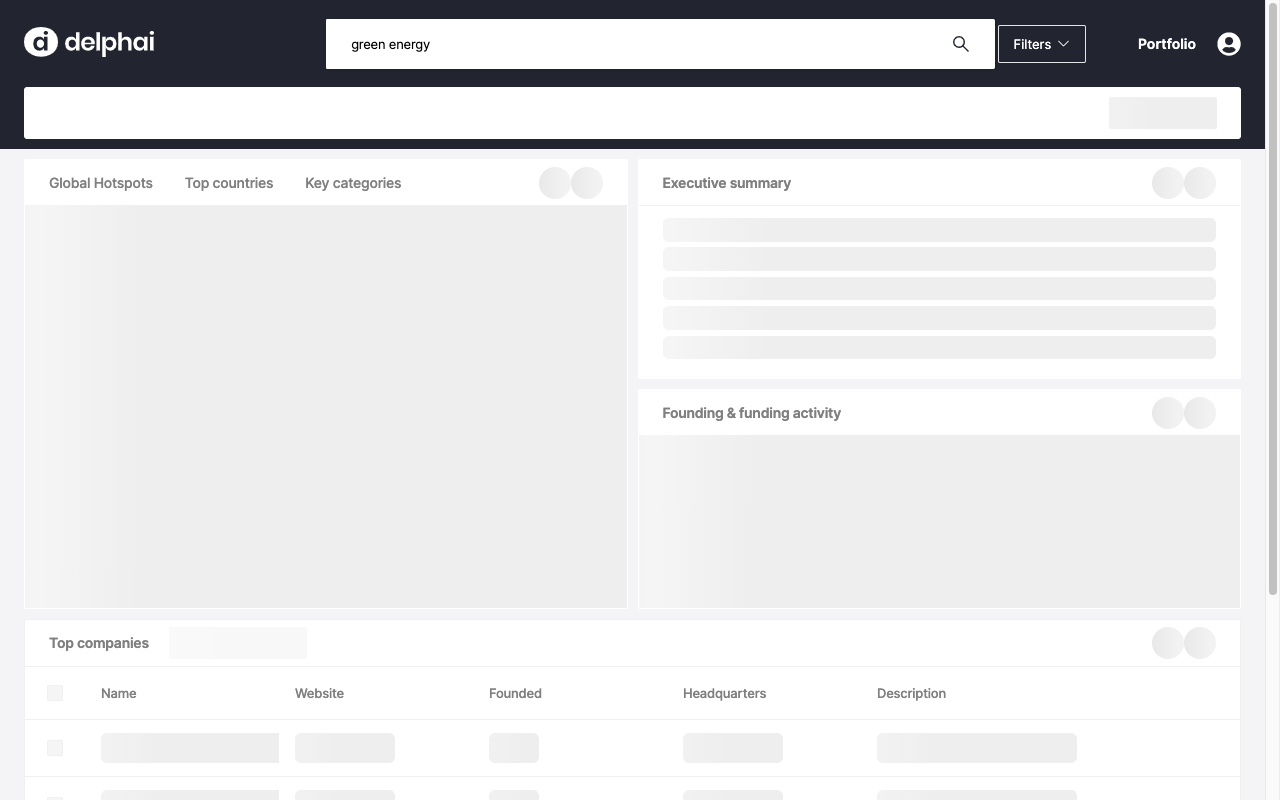 delphai
green energy
Filters
Portfolio
Global Hotspots
Top countries
Key categories
Executive summary
Founding & funding activity
Top companies
Name
Website
Founded
Headquarters
Description